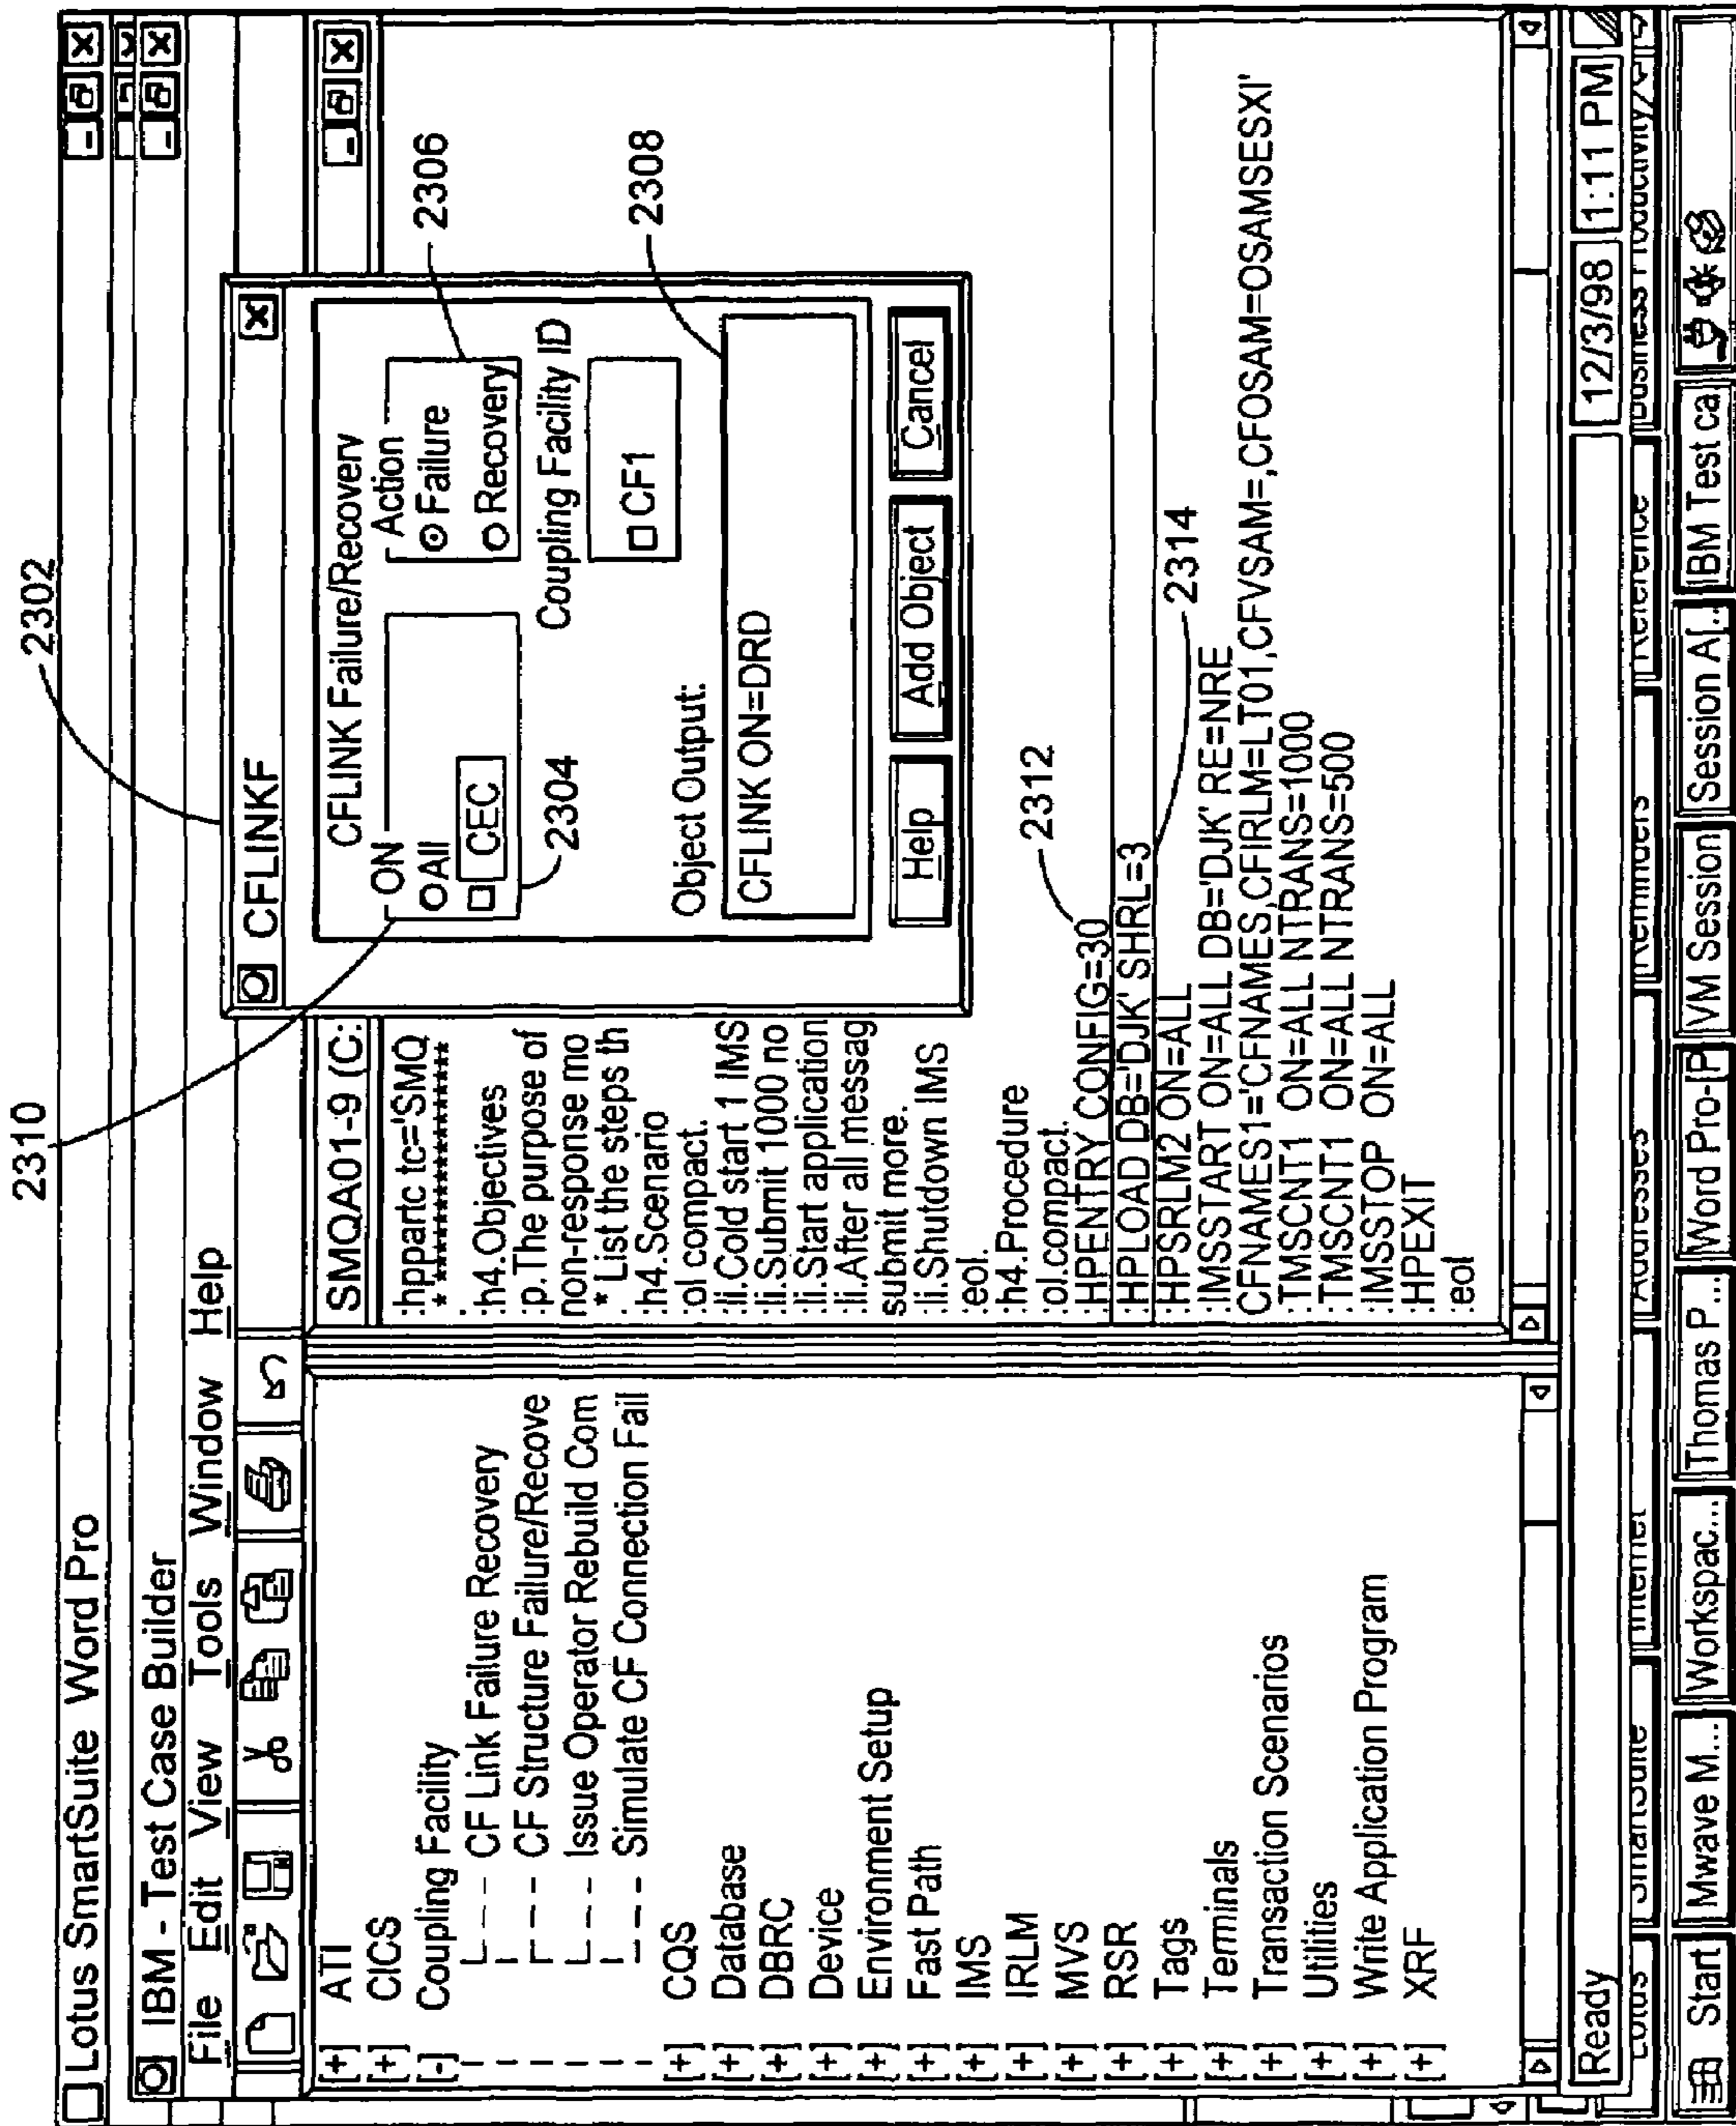 Lotus SmartSuite Word Pro
IBM - Test Case Builder
File Edit View Tools Window Help
[+] ATI
[+] CICS
[-] Coupling Facility
CF Link Failure Recovery
CF Structure Failure/Recove
Issue Operator Rebuild Com
Simulate CF Connection Fail
[+] CQS
[+] Database
[+] DBRC
[+] Device
[+] Environment Setup
[+] Fast Path
[+] IMS
[+] IRLM
[+] MVS
[+] RSR
[+] Tags
[+] Terminals
[+] Transaction Scenarios
[+] Utilities
[+] Write Application Program
[+] XRF
SMQA01-9 (C:
:hppartc tc='SMQ
* *******************
:h4.Objectives
:p.The purpose of
non-response mo
* List the steps th
:h4.Scenario
:ol compact.
:li.Cold start 1 IMS
:li.Submit 1000 no
:li.Start application
:li.After all messag
submit more.
:li.Shutdown IMS
:eol.
:h4.Procedure
:ol.compact.
:HPENTRY CONFIG=30
:HPLOAD DB='DJK' SHRL=3
:HPSRLM2 ON=ALL
:IMSSTART ON=ALL DB='DJK' RE=NRE
CFNAMES1='CFNAMES,CFIRLM=LT01,CFVSAM=,CFOSAM=OSAMSESXI'
:TMSCNT1 ON=ALL NTRANS=1000
:TMSCNT1 ON=ALL NTRANS=500
:IMSSTOP ON=ALL
:HPEXIT
:eol
2302
2310
CFLINKF
CFLINK Failure/Recovery
ON
All
CEC
2304
Action
Failure
Recovery
2306
Coupling Facility ID
CF1
Object Output:
CFLINK ON=DRD
2308
Help Add Object Cancel
2312
2314
Ready 12/3/98 1:11 PM
Lotus SmartSuite Internet Addresses Reminders Reference Business Productivity
Start Mwave M... Workspac... Thomas P... Word Pro-[P VM Session Session A[.. IBM Test ca